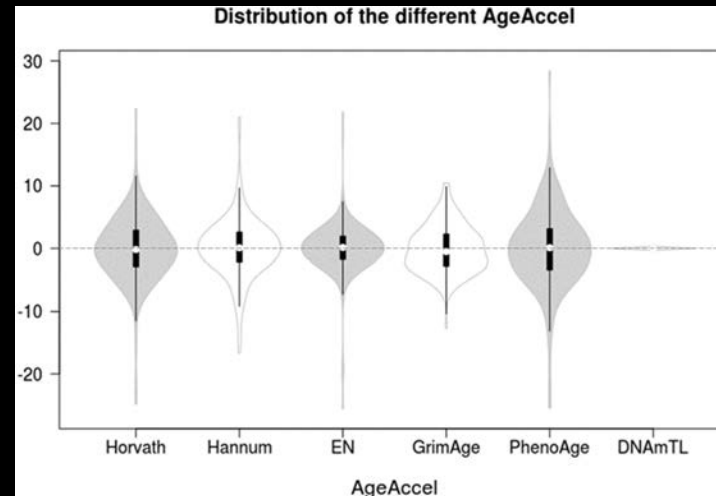 Distribution of the different AgeAccel
30
20
10
0
-10
-20
Horvath Hannum EN GrimAge PhenoAge DNAmTL
AgeAccel